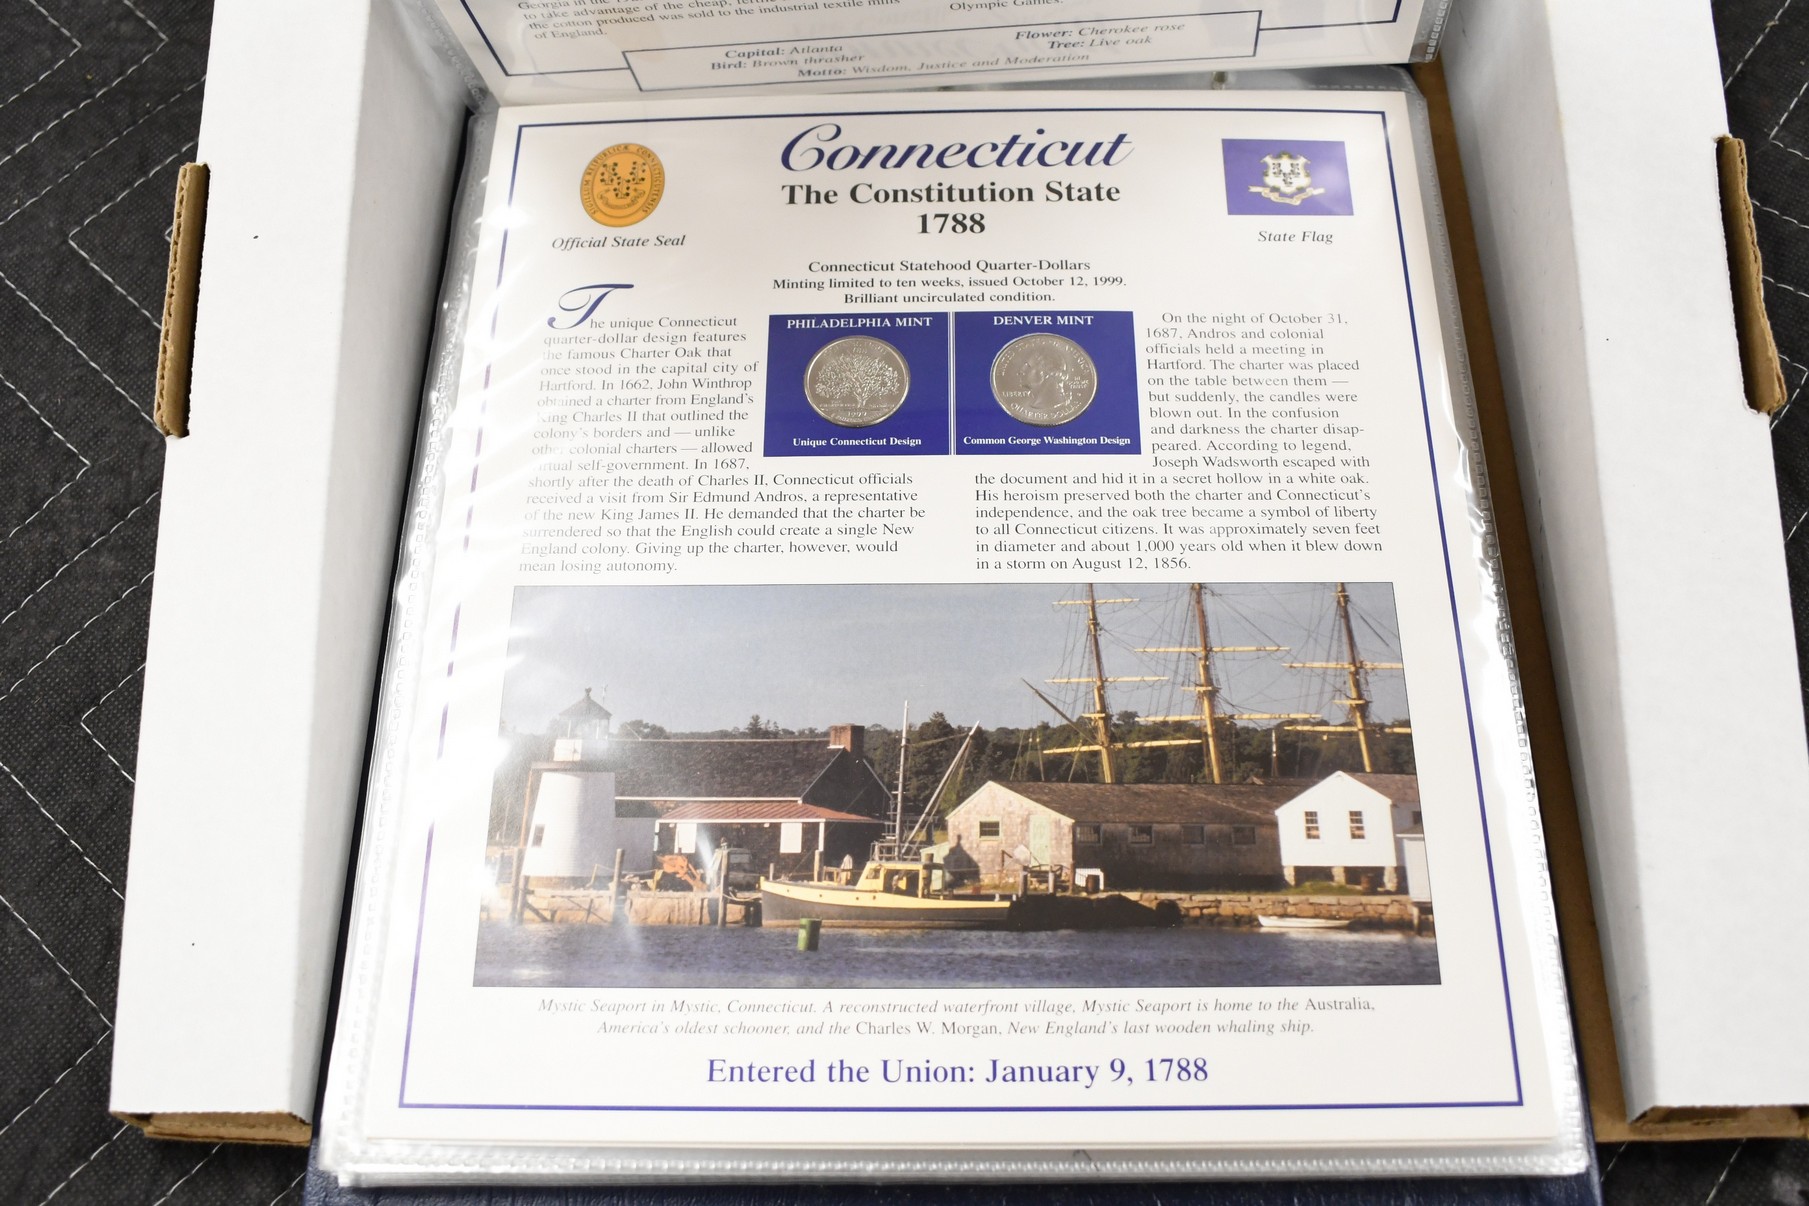 Georgia in the
to take advantage of the cheap,
the cotton produced was sold to the industrial textile mills
of England.
Olympic Games.
Capital: Atlanta
Flower: Cherokee rose
Bird: Brown thrasher
Tree: Live oak
Motto: Wisdom, Justice and Moderation
Connecticut
The Constitution State
1788
Official State Seal
State Flag
Connecticut Statehood Quarter-Dollars
Minting limited to ten weeks, issued October 12, 1999.
Brilliant uncirculated condition.
PHILADELPHIA MINT
DENVER MINT
1999
LIBERTY
QUARTER DOLLAR
Unique Connecticut Design
Common George Washington Design
The unique Connecticut
quarter-dollar design features
the famous Charter Oak that
once stood in the capital city of
Hartford. In 1662, John Winthrop
obtained a charter from England's
King Charles II that outlined the
colony's borders and — unlike
other colonial charters — allowed
virtual self-government. In 1687,
shortly after the death of Charles II, Connecticut officials
received a visit from Sir Edmund Andros, a representative
of the new King James II. He demanded that the charter be
surrendered so that the English could create a single New
England colony. Giving up the charter, however, would
mean losing autonomy.
On the night of October 31,
1687, Andros and colonial
officials held a meeting in
Hartford. The charter was placed
on the table between them —
but suddenly, the candles were
blown out. In the confusion
and darkness the charter disap-
peared. According to legend,
Joseph Wadsworth escaped with
the document and hid it in a secret hollow in a white oak.
His heroism preserved both the charter and Connecticut's
independence, and the oak tree became a symbol of liberty
to all Connecticut citizens. It was approximately seven feet
in diameter and about 1,000 years old when it blew down
in a storm on August 12, 1856.
Mystic Seaport in Mystic, Connecticut. A reconstructed waterfront village, Mystic Seaport is home to the Australia,
America's oldest schooner, and the Charles W. Morgan, New England's last wooden whaling ship.
Entered the Union: January 9, 1788